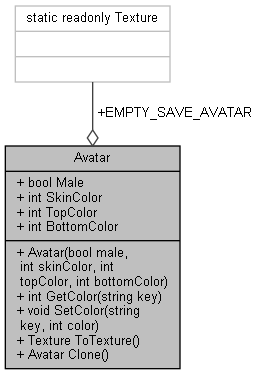 static readonly Texture
+EMPTY_SAVE_AVATAR
Avatar
+ bool Male
+ int SkinColor
+ int TopColor
+ int BottomColor
+ Avatar(bool male,
int skinColor, int
topColor, int bottomColor)
+ int GetColor(string key)
+ void SetColor(string
key, int color)
+ Texture ToTexture()
+ Avatar Clone()